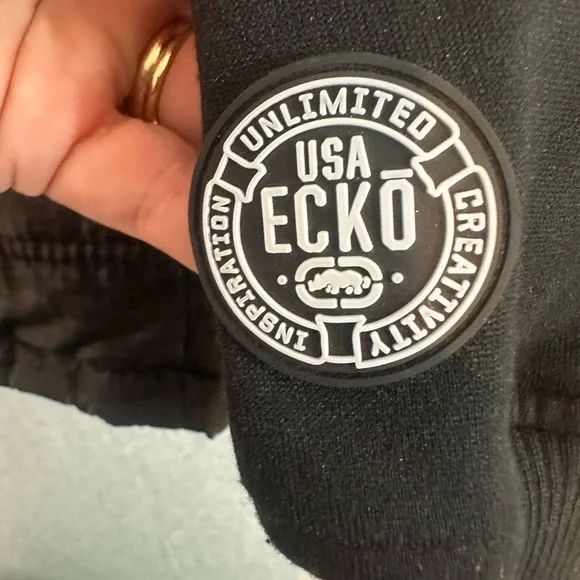 UNLIMITED
USA
ECKŌ
CREATIVITY
INSPIRATION